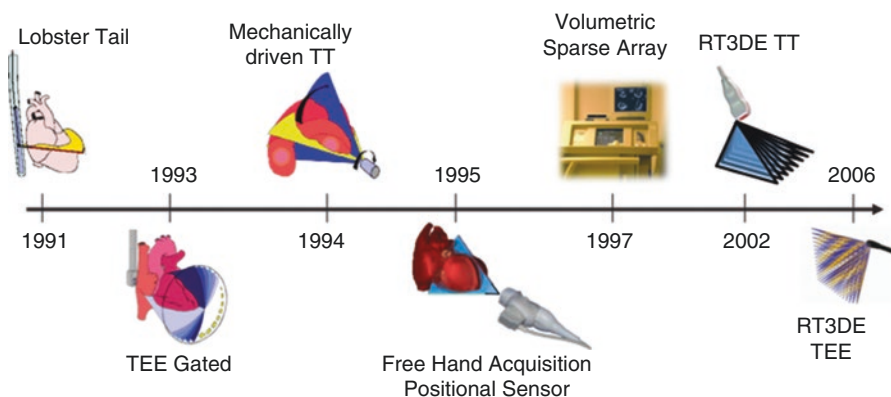 Lobster Tail
Mechanically
driven TT
Volumetric
Sparse Array
RT3DE TT
1993
1995
2006
1991
1994
1997
2002
TEE Gated
Free Hand Acquisition
Positional Sensor
RT3DE
TEE